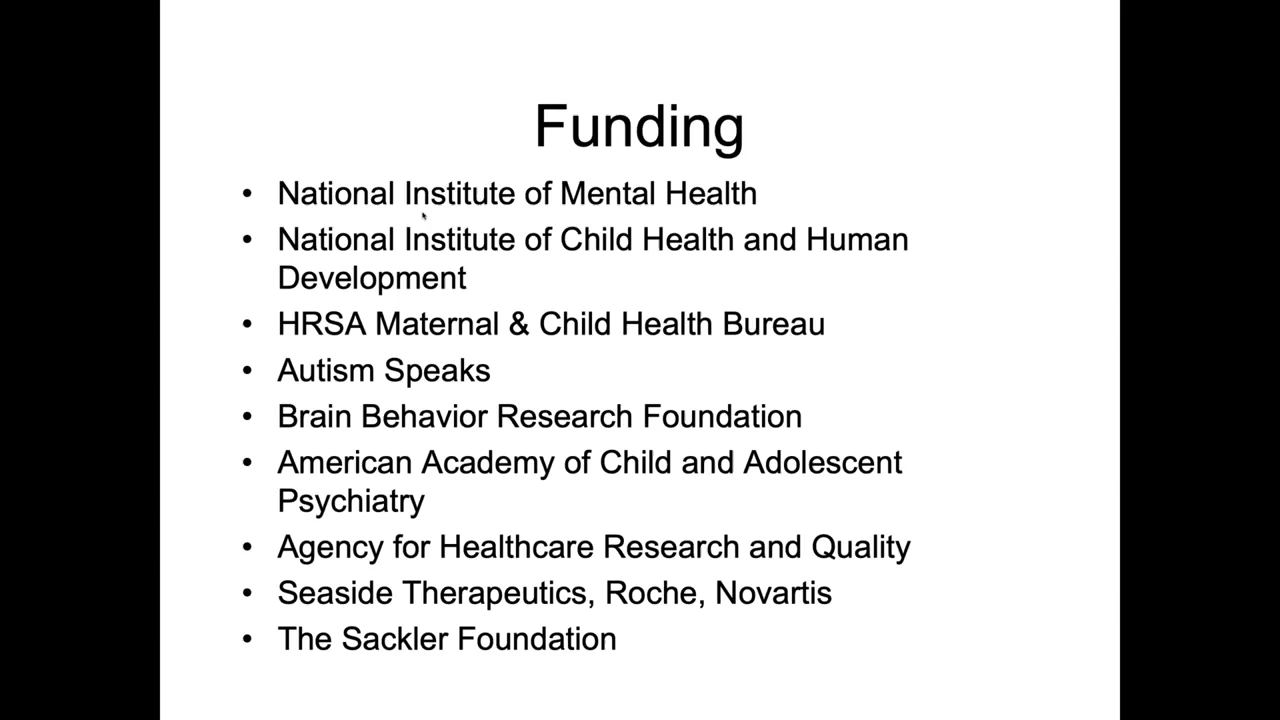 Funding
• National Institute of Mental Health
• National Institute of Child Health and Human
Development
• HRSA Maternal & Child Health Bureau
• Autism Speaks
• Brain Behavior Research Foundation
• American Academy of Child and Adolescent
Psychiatry
• Agency for Healthcare Research and Quality
• Seaside Therapeutics, Roche, Novartis
• The Sackler Foundation